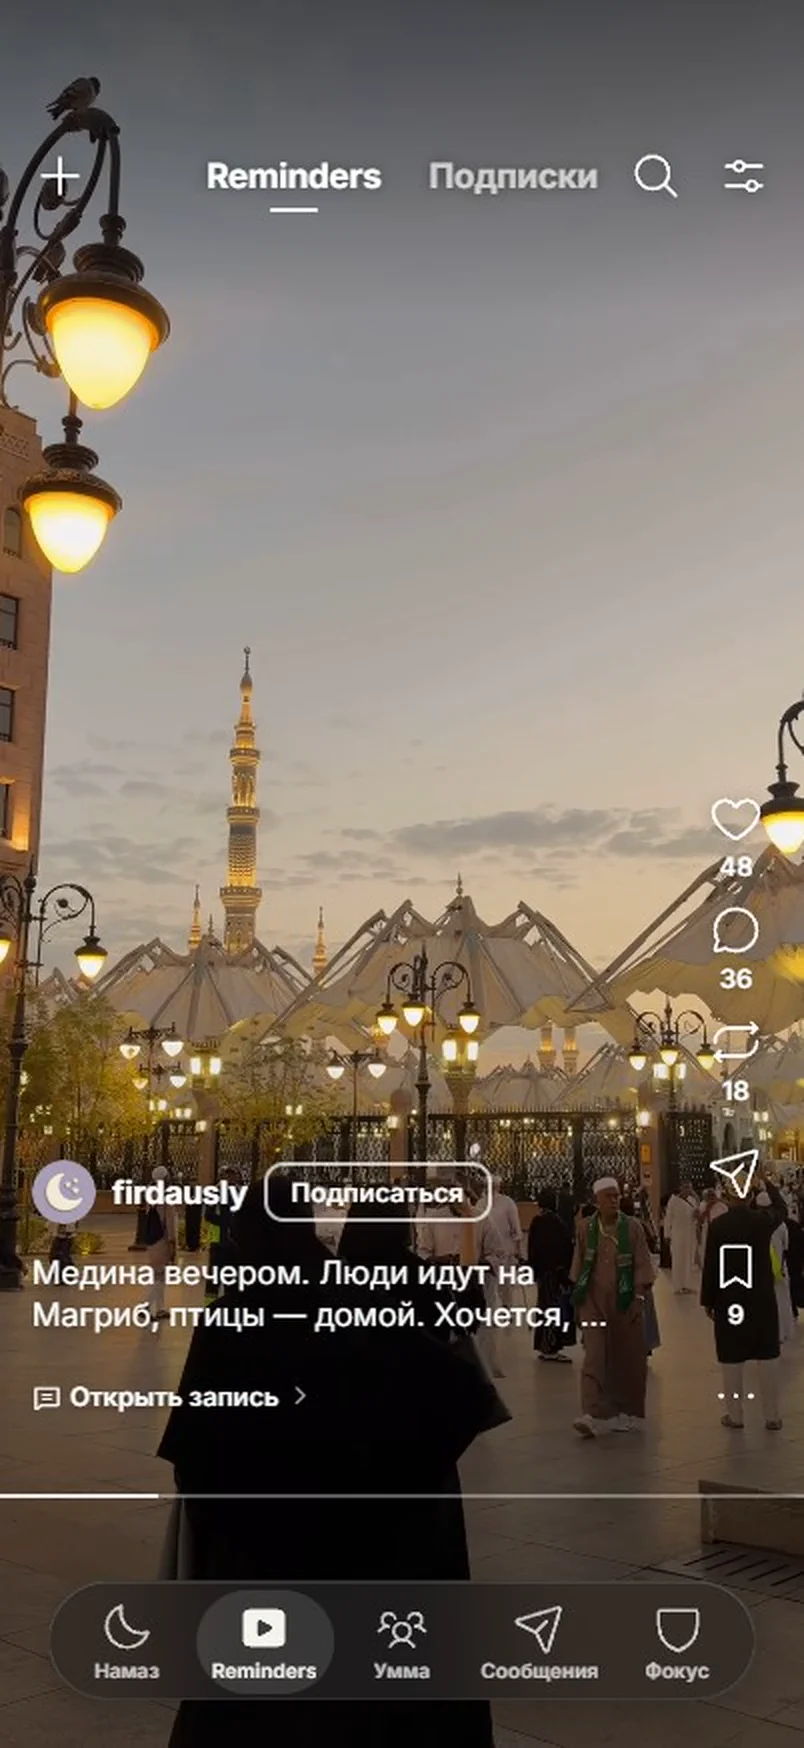 Reminders
Подписки
48
36
18
firdausly
Подписаться
Медина вечером. Люди идут на
Магриб, птицы — домой. Хочется, ...
9
Открыть запись
Намаз
Reminders
Умма
Сообщения
Фокус